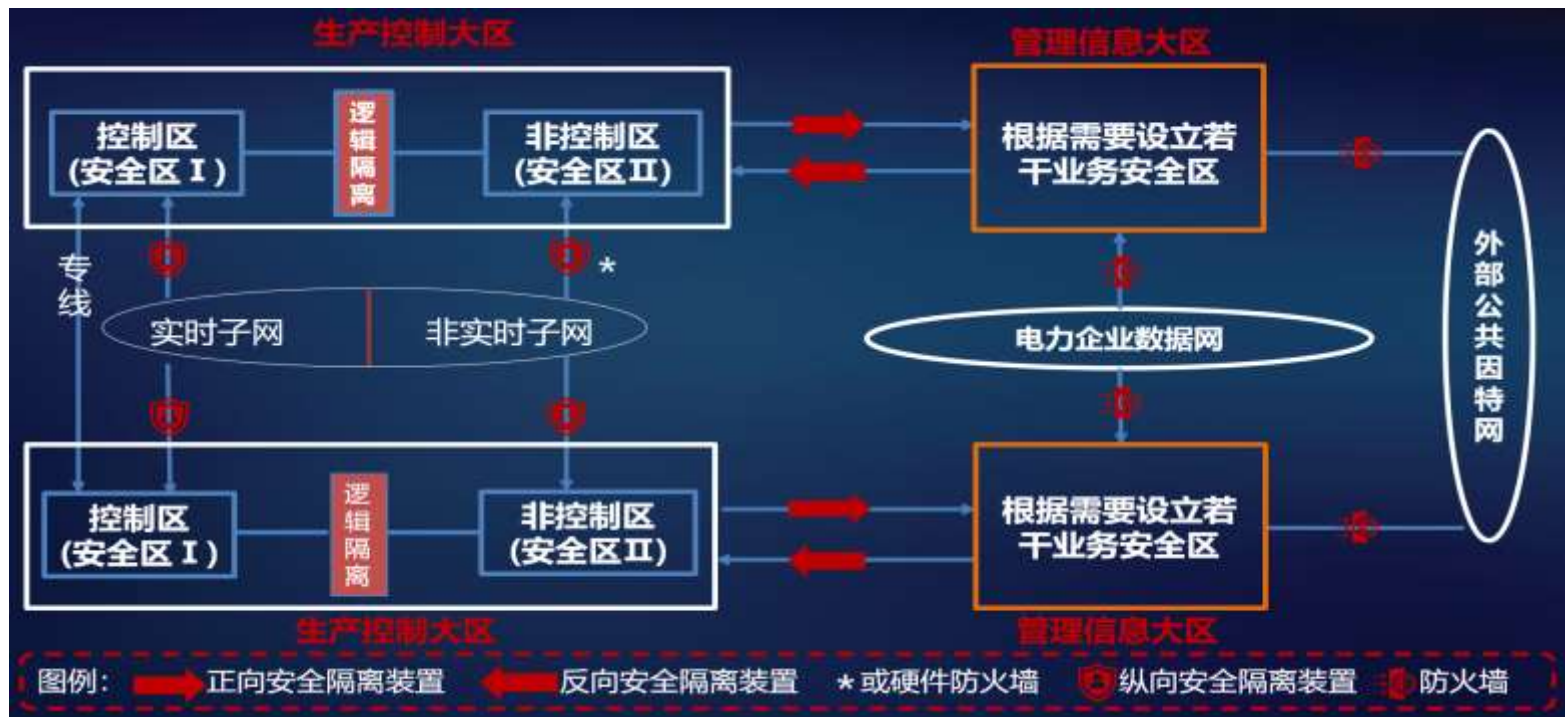 生产控制大区
管理信息大区
控制区
(安全区Ⅰ)
逻辑隔离
非控制区
(安全区Ⅱ)
根据需要设立若
干业务安全区
专线
*
实时子网
非实时子网
电力企业数据网
外部公共因特网
控制区
(安全区Ⅰ)
逻辑隔离
非控制区
(安全区Ⅱ)
根据需要设立若
干业务安全区
生产控制大区
管理信息大区
图例： 正向安全隔离装置 反向安全隔离装置 *或硬件防火墙 纵向安全隔离装置 防火墙